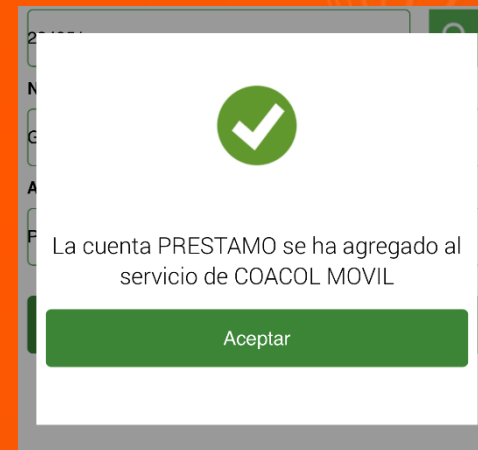 N
G
A
P
La cuenta PRESTAMO se ha agregado al
servicio de COACOL MOVIL
Aceptar